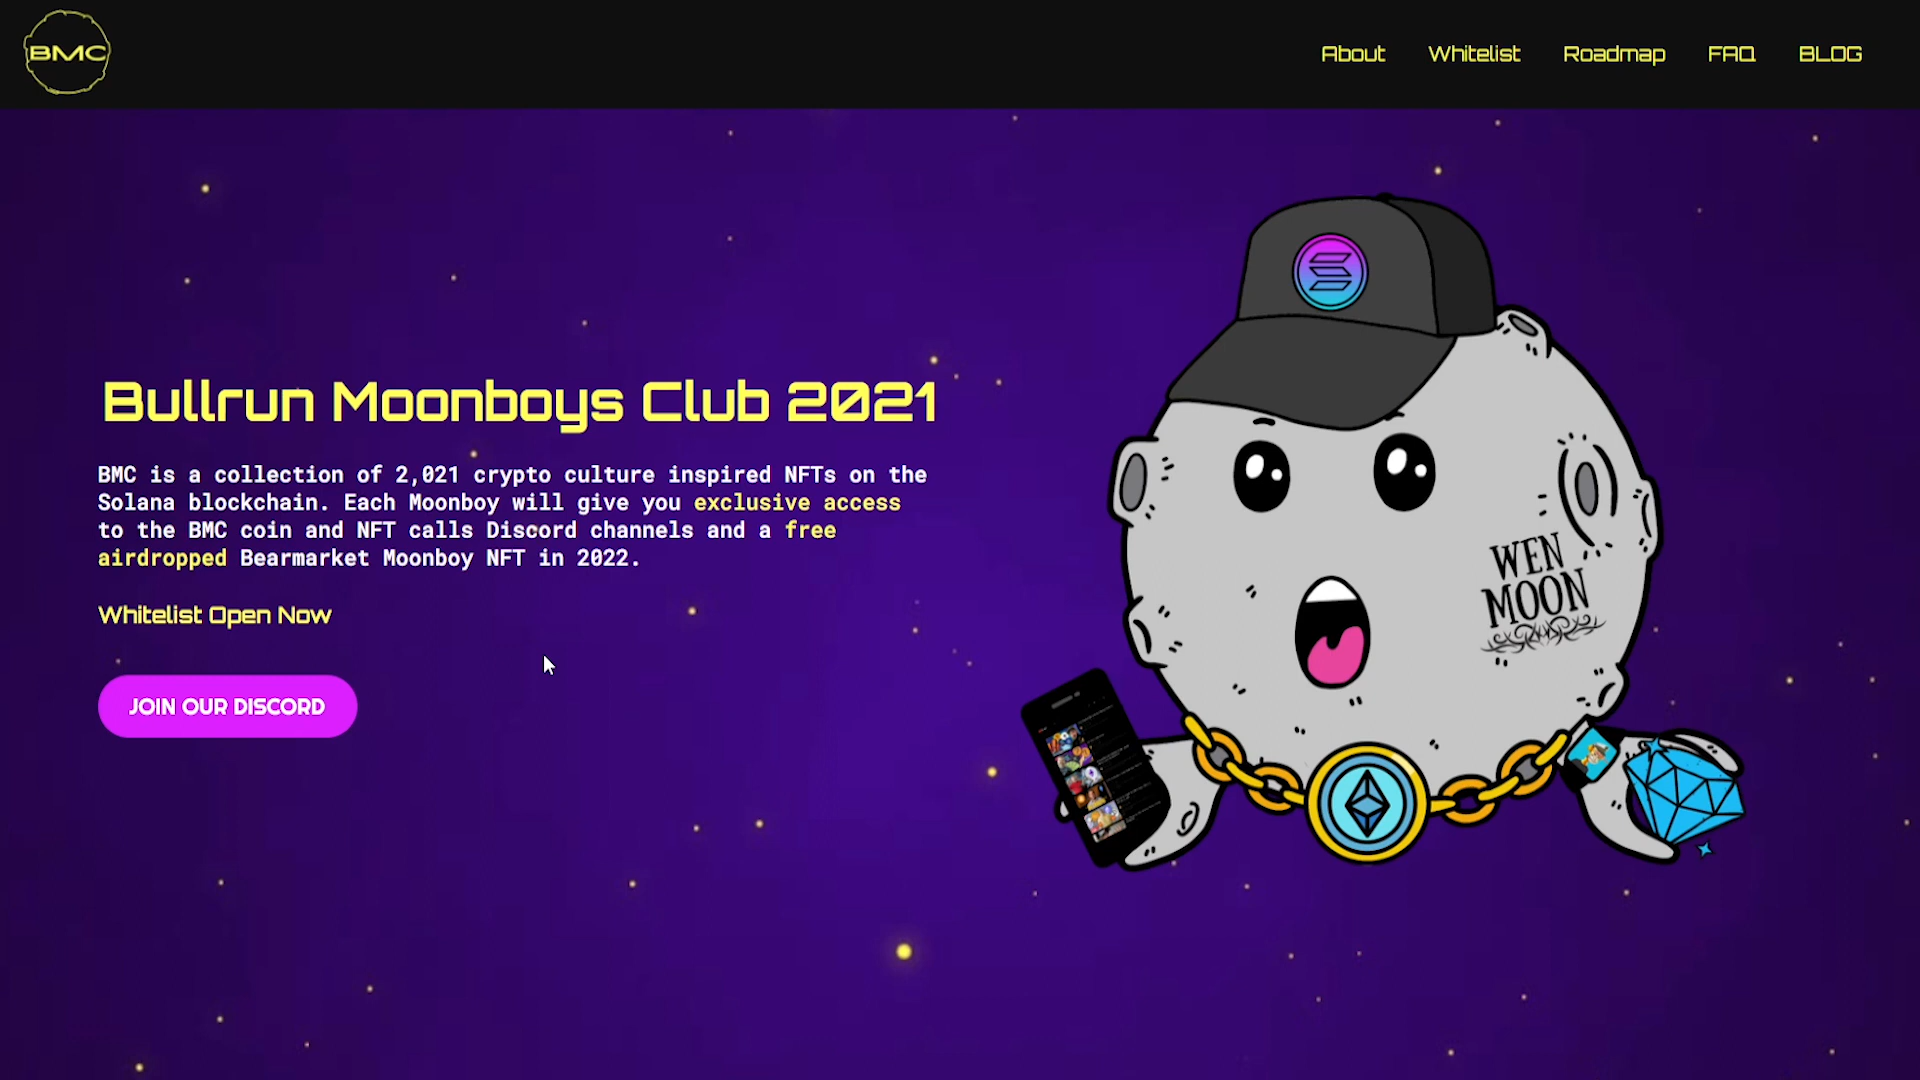 BMC
About
Whitelist
Roadmap
FAQ
BLOG
Bullrun Moonboys Club 2021
BMC is a collection of 2,021 crypto culture inspired NFTs on the
Solana blockchain. Each Moonboy will give you exclusive access
to the BMC coin and NFT calls Discord channels and a free
airdropped Bearmarket Moonboy NFT in 2022.
Whitelist Open Now
JOIN OUR DISCORD
WEN
MOON